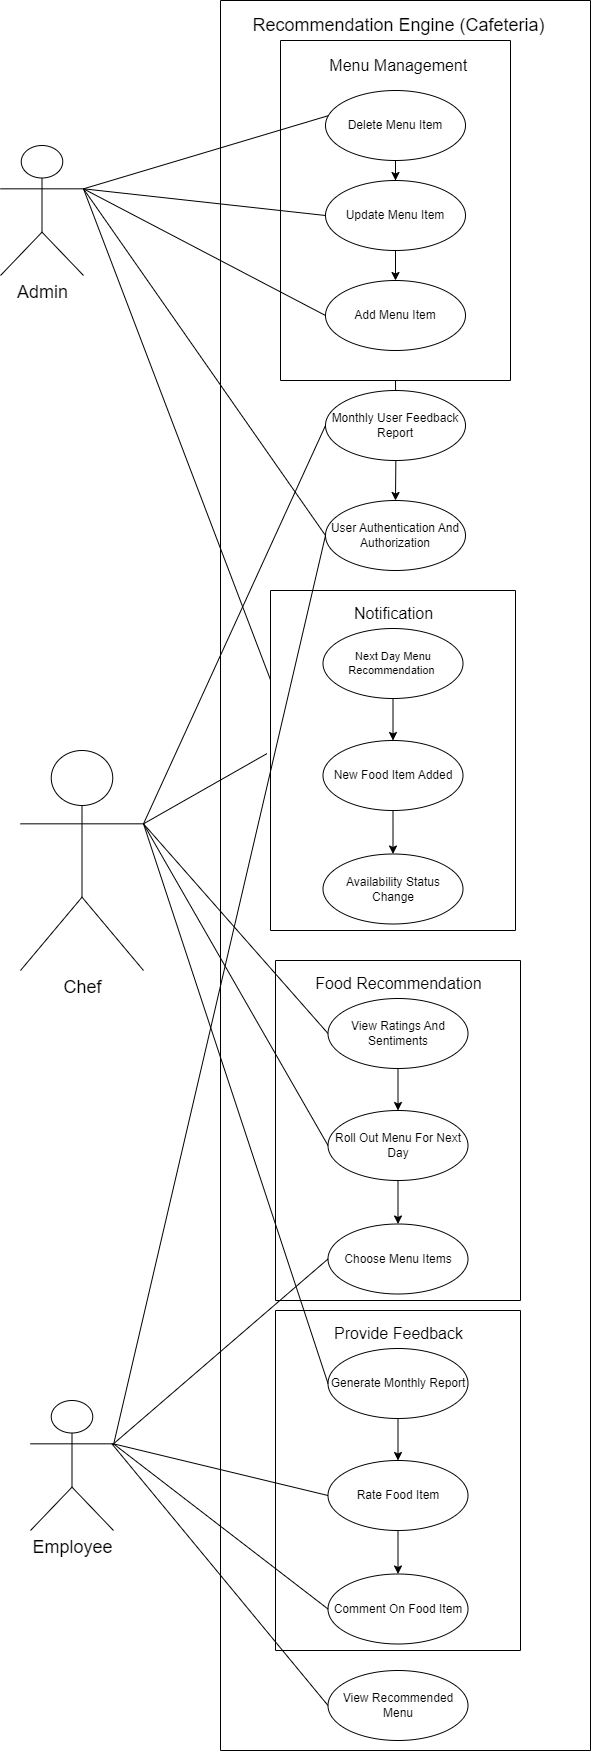 Recommendation Engine (Cafeteria)
Menu Management
Delete Menu Item
Update Menu Item
Admin
Add Menu Item
Monthly User Feedback
Report
User Authentication And
Authorization
Notification
Next Day Menu
Recommendation
New Food Item Added
Availability Status
Change
Chef
Food Recommendation
View Ratings And
Sentiments
Roll Out Menu For Next
Day
Choose Menu Items
Provide Feedback
Generate Monthly Report
Rate Food Item
Employee
Comment On Food Item
View Recommended
Menu